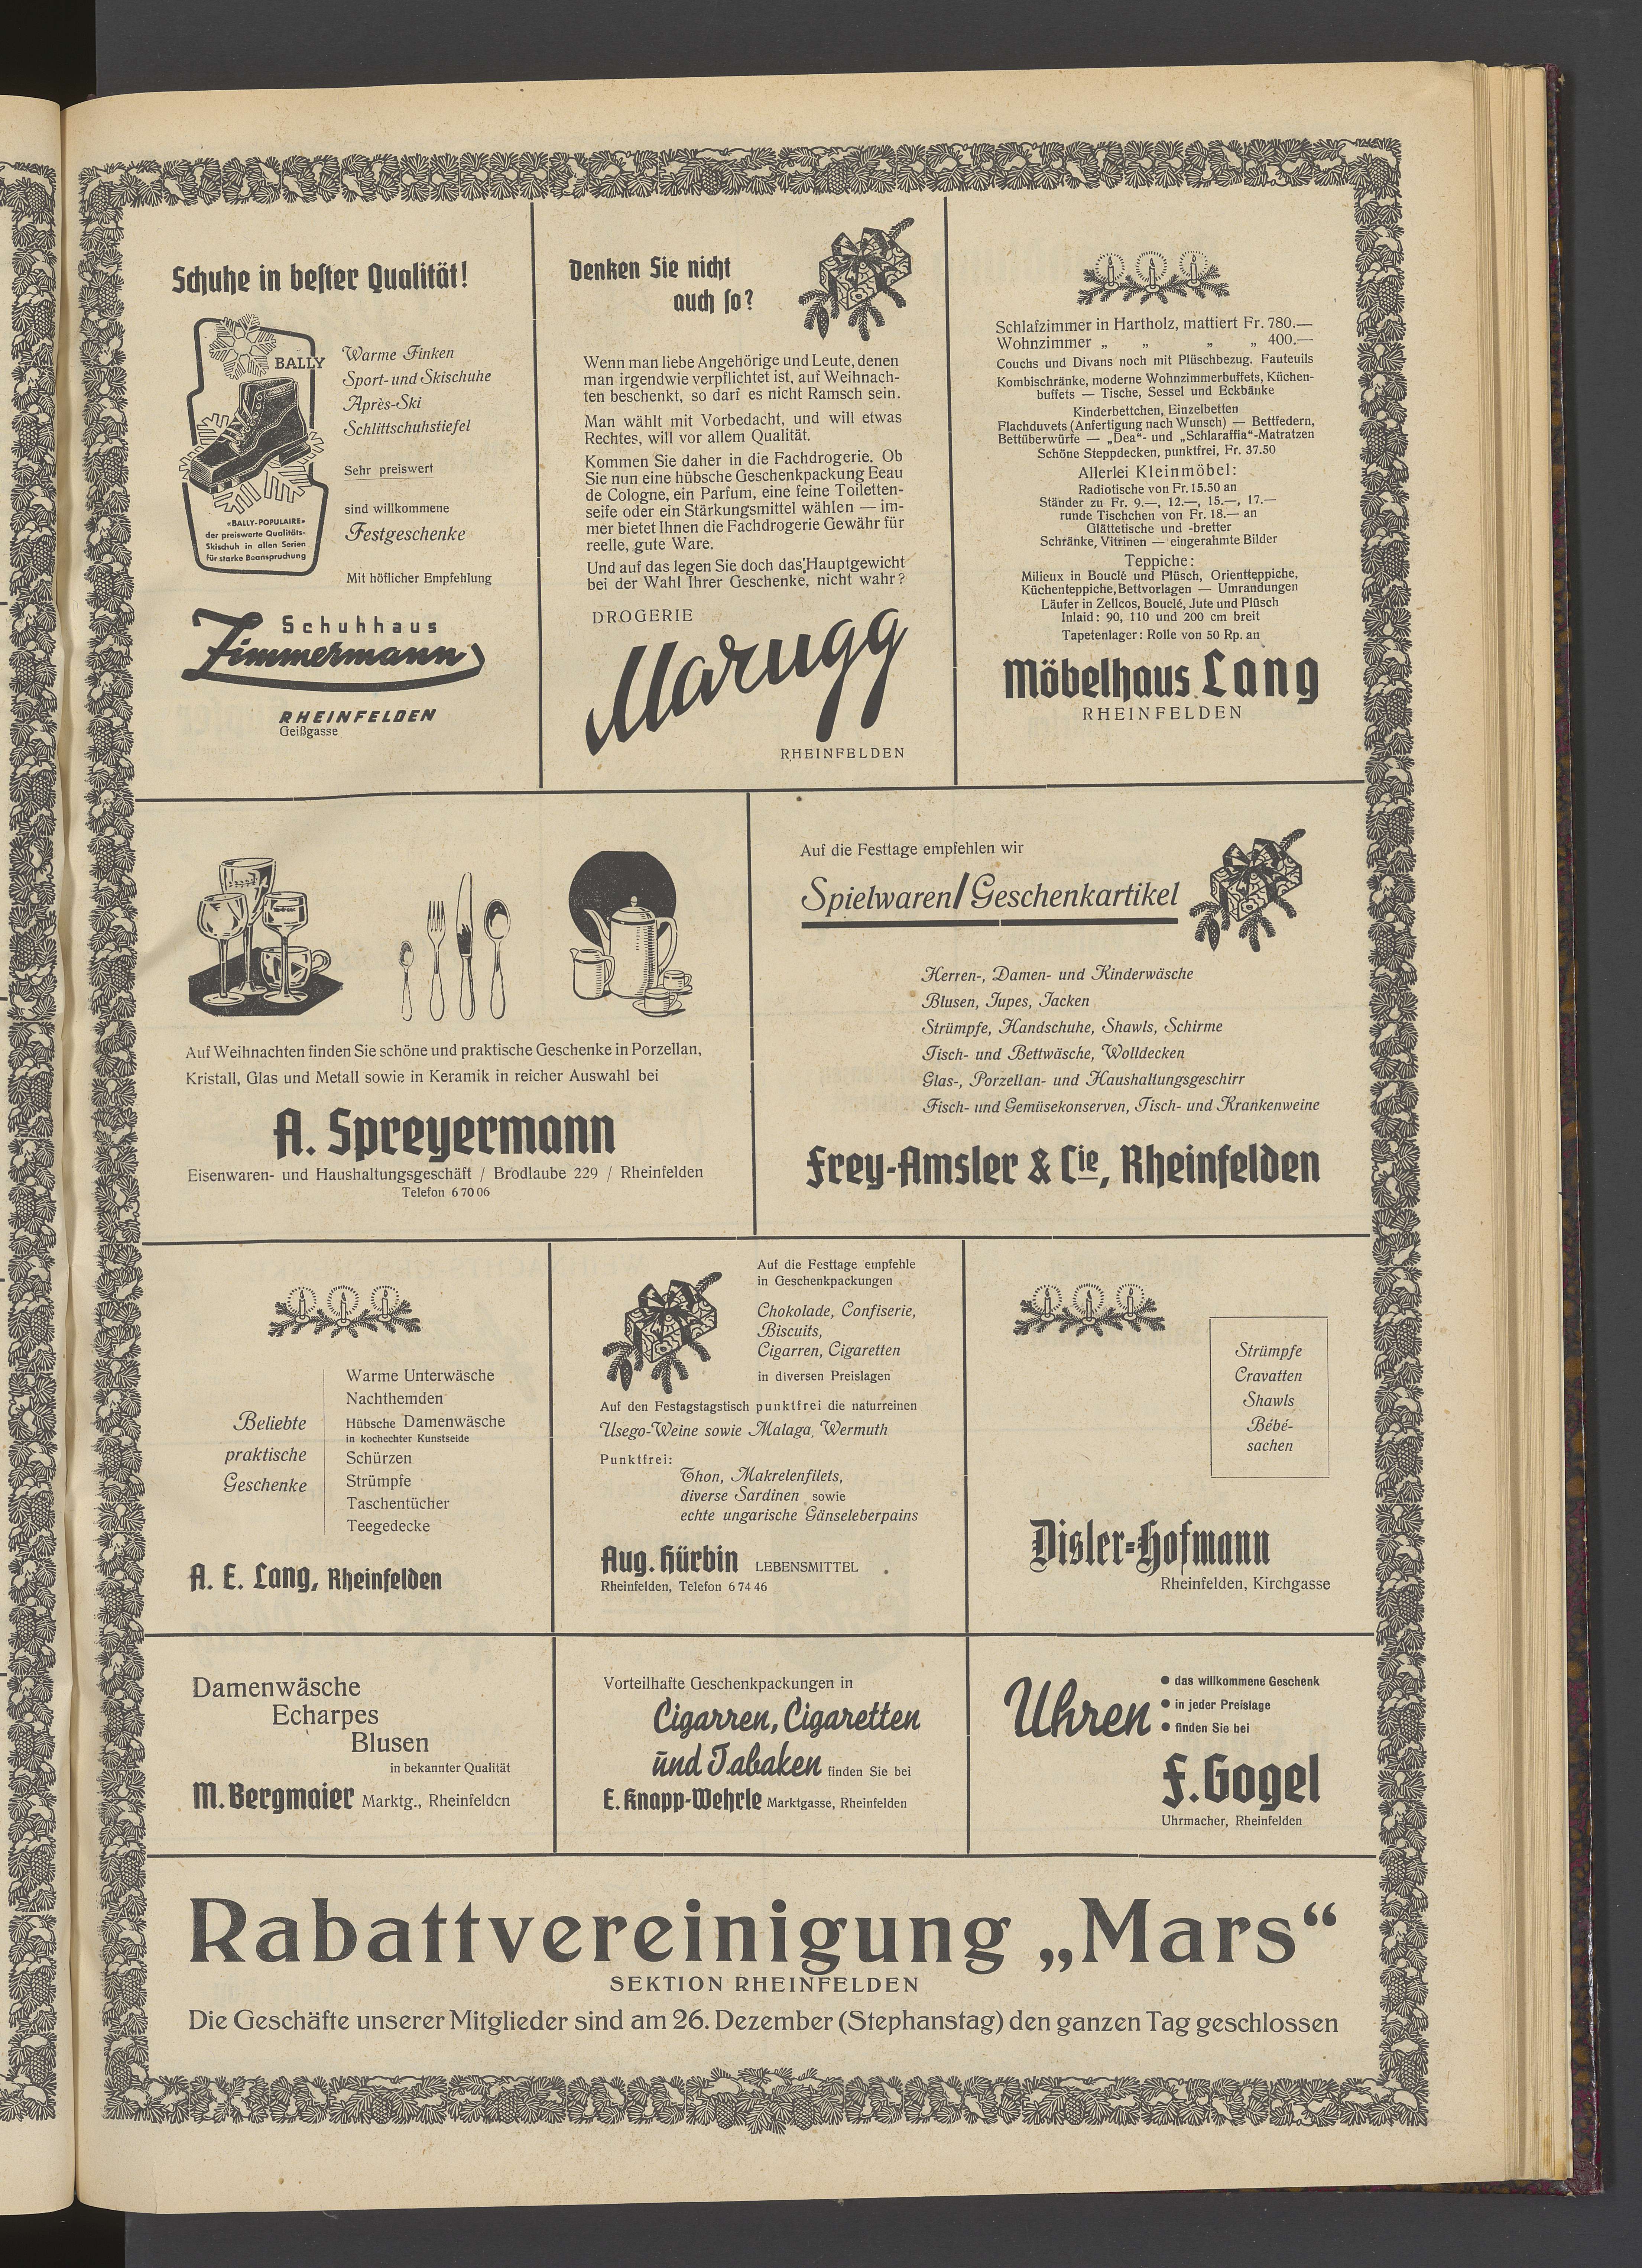 Schuhe in bester Qualität!
BALLY
Warme Finken
Sport- und Skischuhe
Après-Ski
Schlittschuhstiefel
Sehr preiswert
sind willkommene
Festgeschenke
«BALLY-POPULAIRE»
der preiswerte Qualitäts-
Skischuh in allen Serien
für starke Beanspruchung
Mit höflicher Empfehlung
Schuhhaus
Zimmermann
RHEINFELDEN
Geißgasse
Denken Sie nicht
auch so?
Wenn man liebe Angehörige und Leute, denen
man irgendwie verpflichtet ist, auf Weihnach-
ten beschenkt, so darf es nicht Ramsch sein.
Man wählt mit Vorbedacht, und will etwas
Rechtes, will vor allem Qualität.
Kommen Sie daher in die Fachdrogerie. Ob
Sie nun eine hübsche Geschenkpackung Eeau
de Cologne, ein Parfum, eine feine Toiletten-
seife oder ein Stärkungsmittel wählen — im-
mer bietet Ihnen die Fachdrogerie Gewähr für
reelle, gute Ware.
Und auf das legen Sie doch das Hauptgewicht
bei der Wahl Ihrer Geschenke, nicht wahr?
DROGERIE
Marugg
RHEINFELDEN
Schlafzimmer in Hartholz, mattiert Fr. 780.—
Wohnzimmer „ „ „ „ 400.—
Couchs und Divans noch mit Plüschbezug. Fauteuils
Kombischränke, moderne Wohnzimmerbuffets, Küchen-
buffets — Tische, Sessel und Eckbänke
Kinderbettchen, Einzelbetten
Flachduvets (Anfertigung nach Wunsch) — Bettfedern,
Bettüberwürfe — „Dea“- und „Schlaraffia“-Matratzen
Schöne Steppdecken, punktfrei, Fr. 37.50
Allerlei Kleinmöbel:
Radiotische von Fr. 15.50 an
Ständer zu Fr. 9.—, 12.—, 15.—, 17.—
runde Tischchen von Fr. 18.— an
Glättetische und -bretter
Schränke, Vitrinen — eingerahmte Bilder
Teppiche:
Milieux in Bouclé und Plüsch, Orientteppiche,
Küchenteppiche, Bettvorlagen — Umrandungen
Läufer in Zellcos, Bouclé, Jute und Plüsch
Inlaid: 90, 110 und 200 cm breit
Tapetenlager: Rolle von 50 Rp. an
Möbelhaus Lang
RHEINFELDEN
Auf Weihnachten finden Sie schöne und praktische Geschenke in Porzellan,
Kristall, Glas und Metall sowie in Keramik in reicher Auswahl bei
A. Spreyermann
Eisenwaren- und Haushaltungsgeschäft / Brodlaube 229 / Rheinfelden
Telefon 6 70 06
Auf die Festtage empfehlen wir
Spielwaren/Geschenkartikel
Herren-, Damen- und Kinderwäsche
Blusen, Jupes, Jacken
Strümpfe, Handschuhe, Shawls, Schirme
Tisch- und Bettwäsche, Wolldecken
Glas-, Porzellan- und Haushaltungsgeschirr
Fisch- und Gemüsekonserven, Tisch- und Krankenweine
Frey-Amsler & Cie, Rheinfelden
Beliebte
praktische
Geschenke
Warme Unterwäsche
Nachthemden
Hübsche Damenwäsche
in kochechter Kunstseide
Schürzen
Strümpfe
Taschentücher
Teegedecke
A. E. Lang, Rheinfelden
Auf die Festtage empfehle
in Geschenkpackungen
Chokolade, Confiserie,
Biscuits,
Cigarren, Cigaretten
in diversen Preislagen
Auf den Festagstagstisch punktfrei die naturreinen
Usego-Weine sowie Malaga, Wermuth
Punktfrei:
Thon, Makrelenfilets,
diverse Sardinen sowie
echte ungarische Gänseleberpains
Aug. Hürbin LEBENSMITTEL
Rheinfelden, Telefon 6 74 46
Strümpfe
Cravatten
Shawls
Bébé-
sachen
Disler-Hofmann
Rheinfelden, Kirchgasse
Damenwäsche
Echarpes
Blusen
in bekannter Qualität
M. Bergmaier Marktg., Rheinfelden
Vorteilhafte Geschenkpackungen in
Cigarren, Cigaretten
und Tabaken finden Sie bei
E. Knapp-Wehrle Marktgasse, Rheinfelden
Uhren
• das willkommene Geschenk
• in jeder Preislage
• finden Sie bei
F. Gogel
Uhrmacher, Rheinfelden
Rabattvereinigung „Mars“
SEKTION RHEINFELDEN
Die Geschäfte unserer Mitglieder sind am 26. Dezember (Stephanstag) den ganzen Tag geschlossen